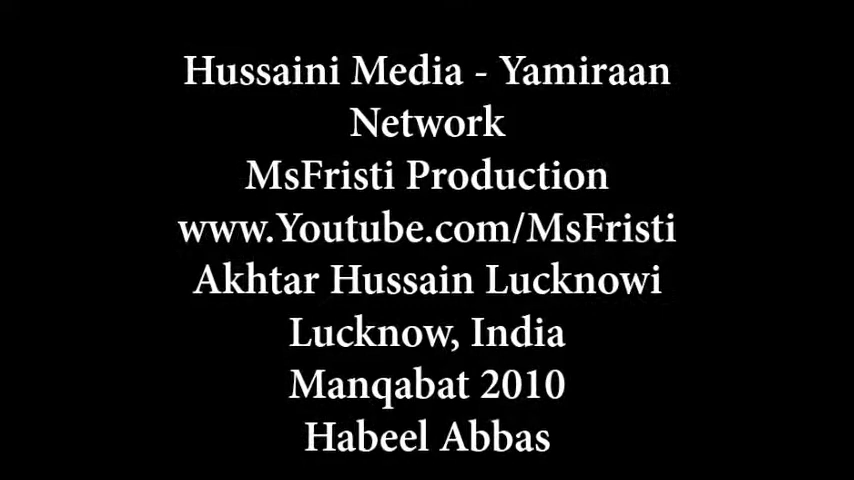 Hussaini Media - Yamiraan
Network
MsFristi Production
www.Youtube.com/MsFristi
Akhtar Hussain Lucknowi
Lucknow, India
Manqabat 2010
Habeel Abbas